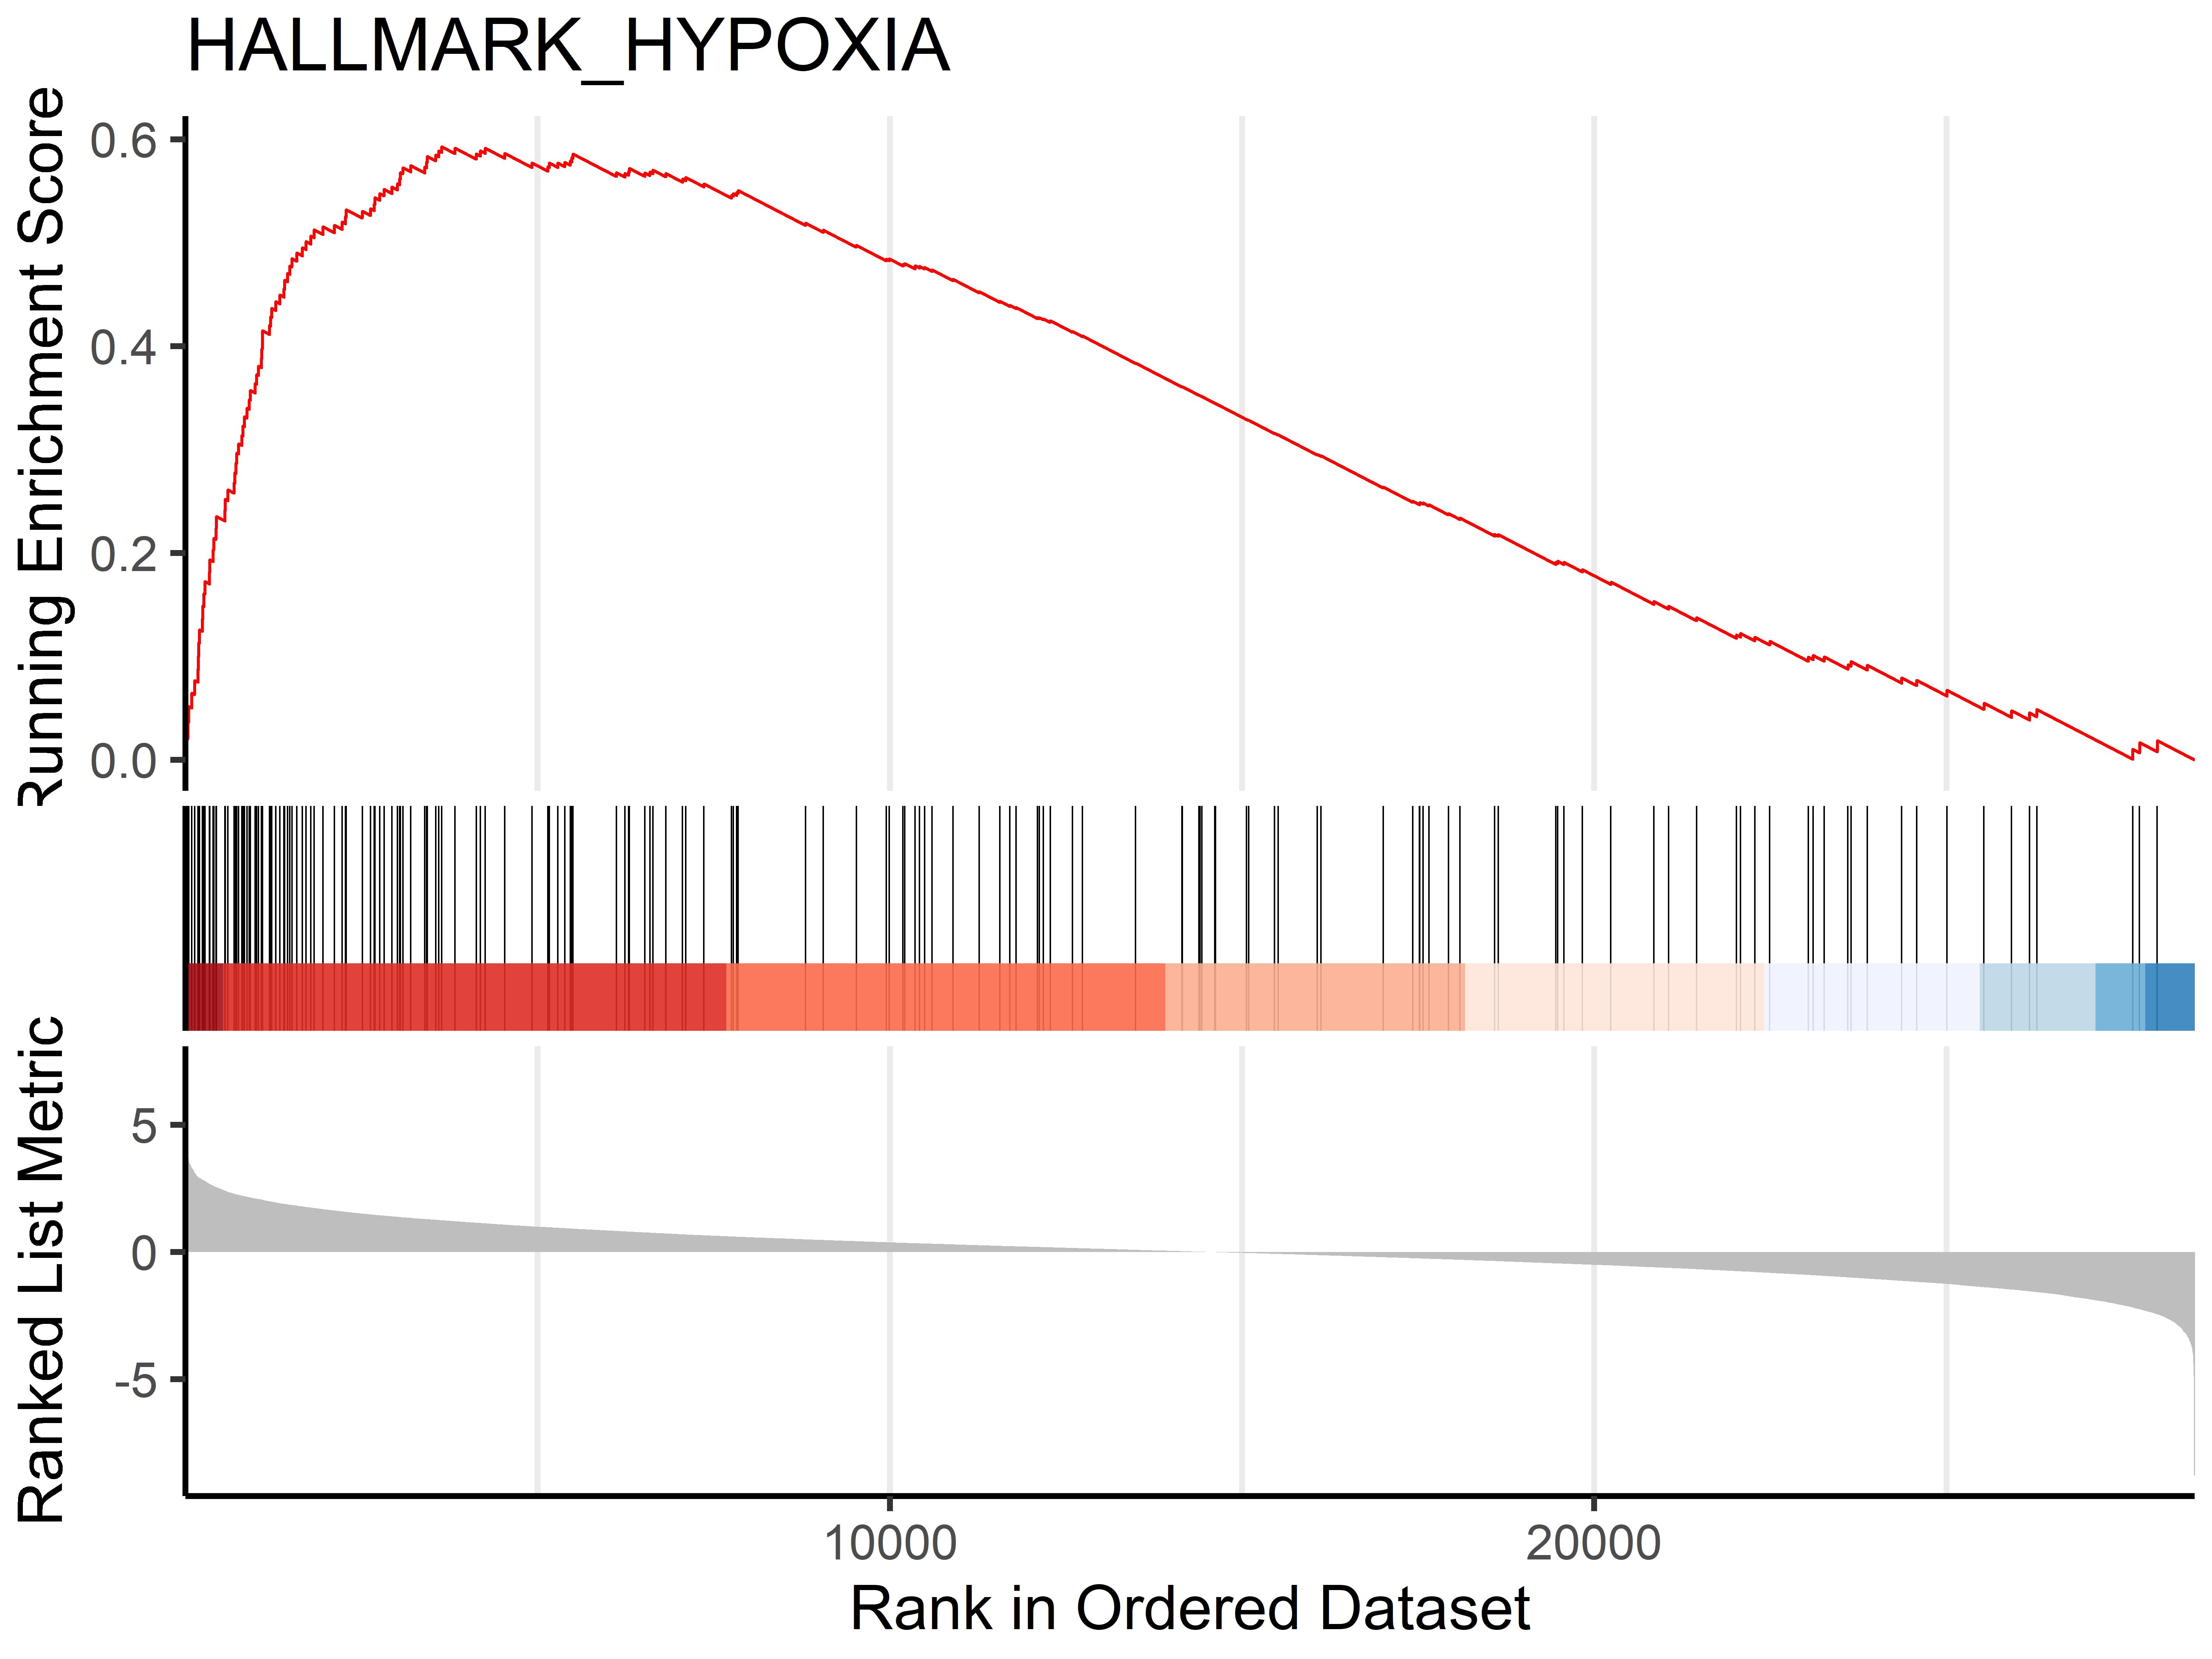 HALLMARK_HYPOXIA
Running Enrichment Score
0.6
0.4
0.2
0.0
Ranked List Metric
5
0
-5
10000
20000
Rank in Ordered Dataset